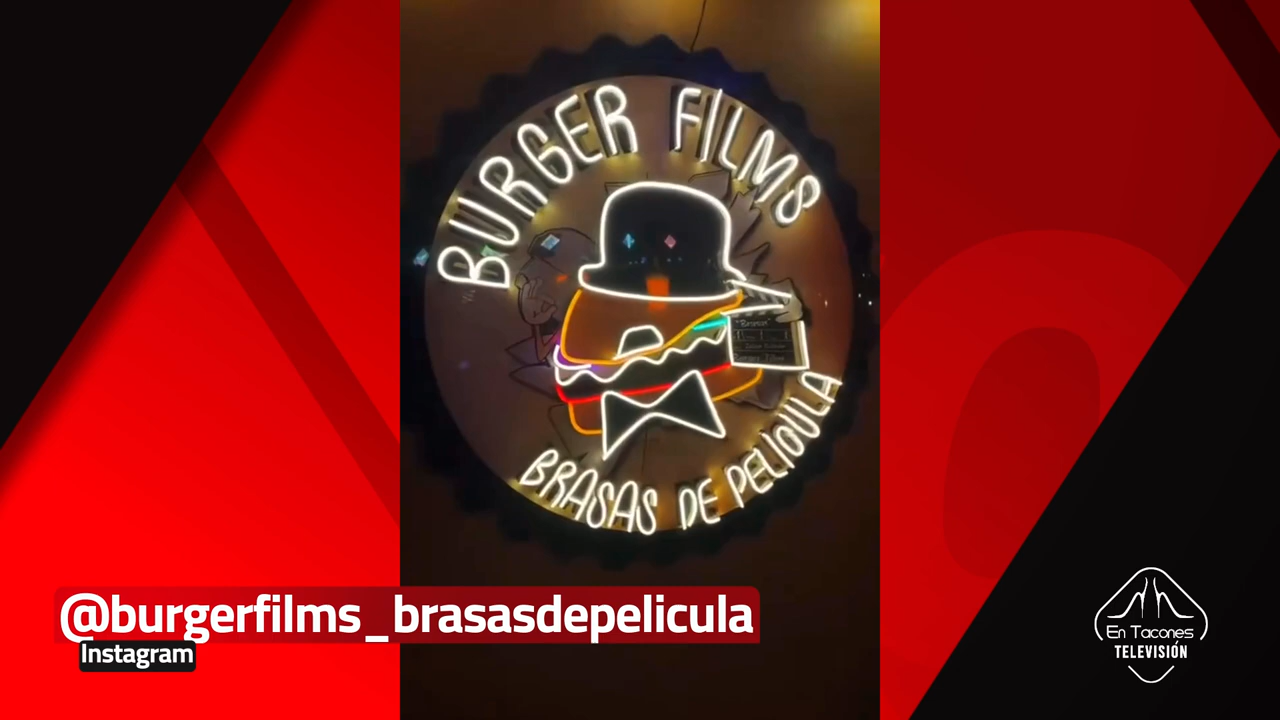 BURGER FILMS
BRASAS DE PELICULA
@burgerfilms_brasasdepelicula
Instagram
En Tacones
TELEVISIÓN